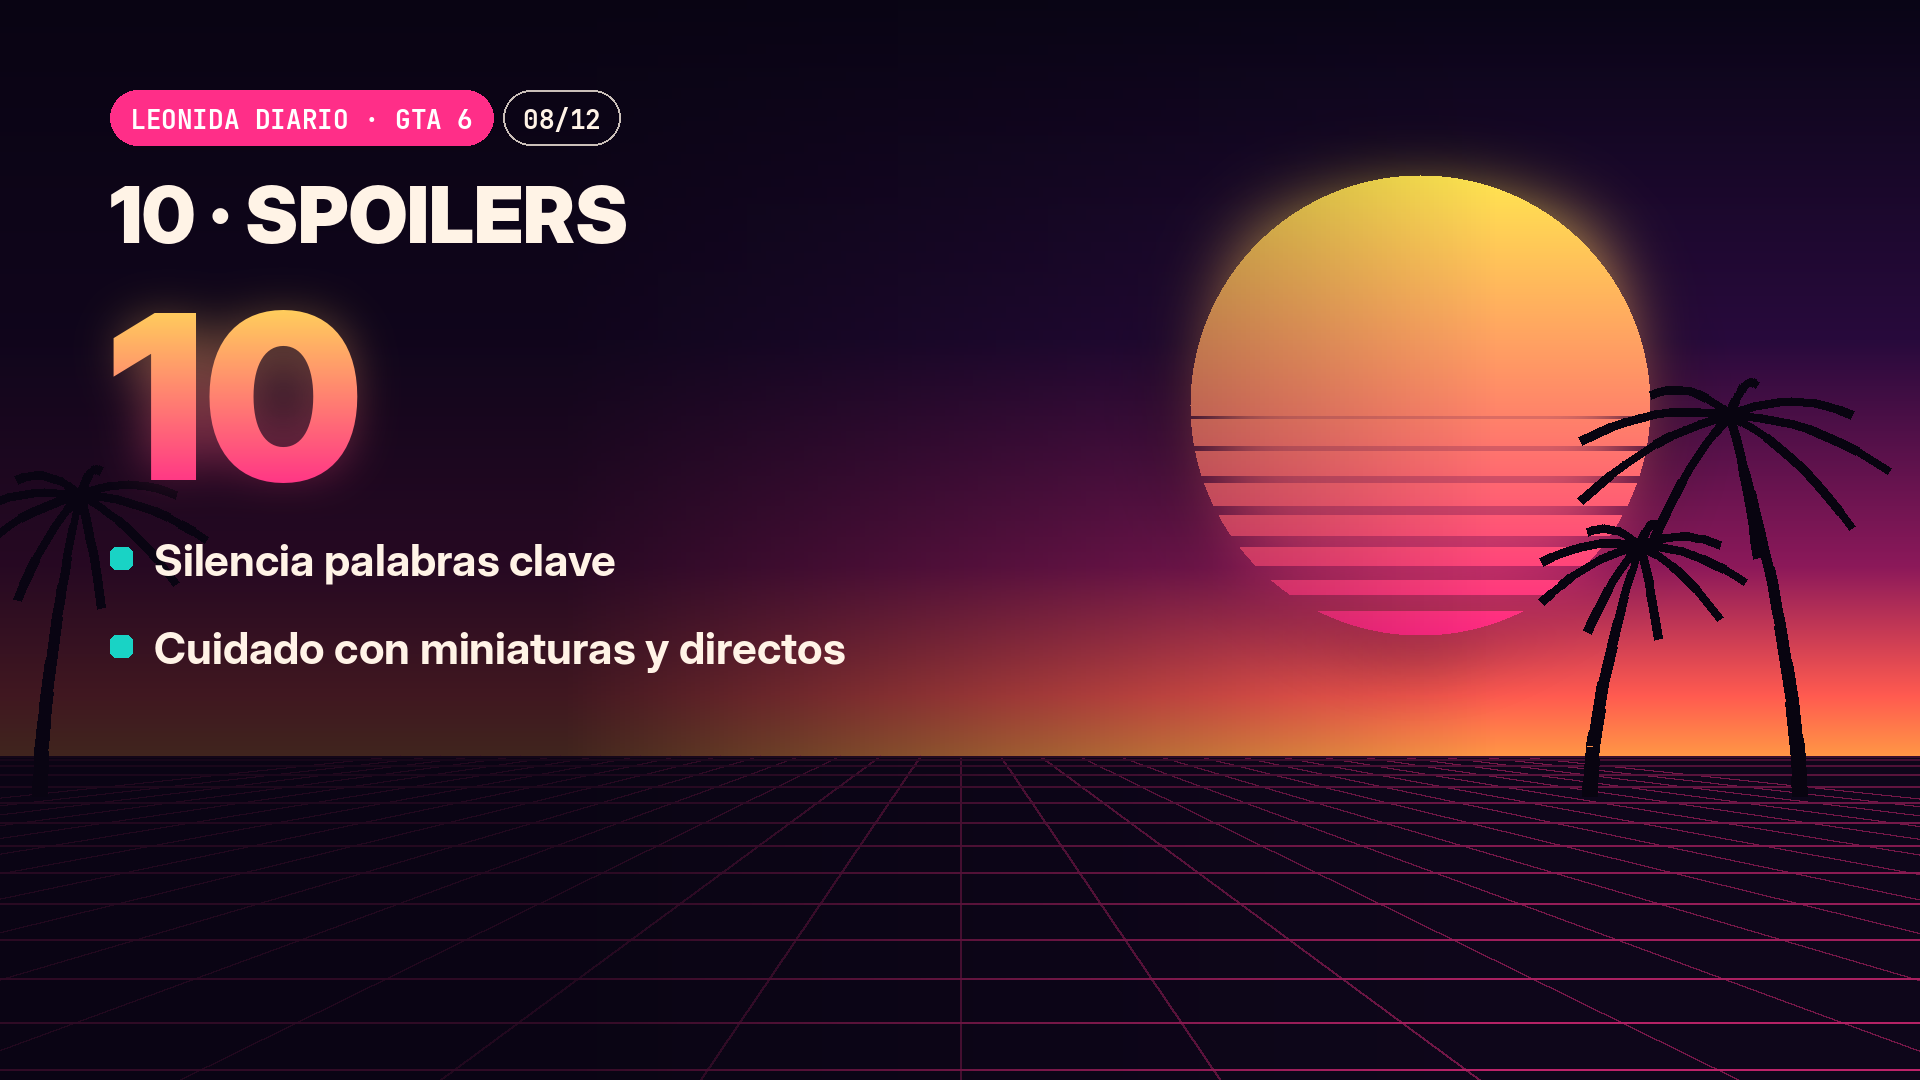 LEONIDA DIARIO · GTA 6 08/12
10 · SPOILERS
10
Silencia palabras clave
Cuidado con miniaturas y directos